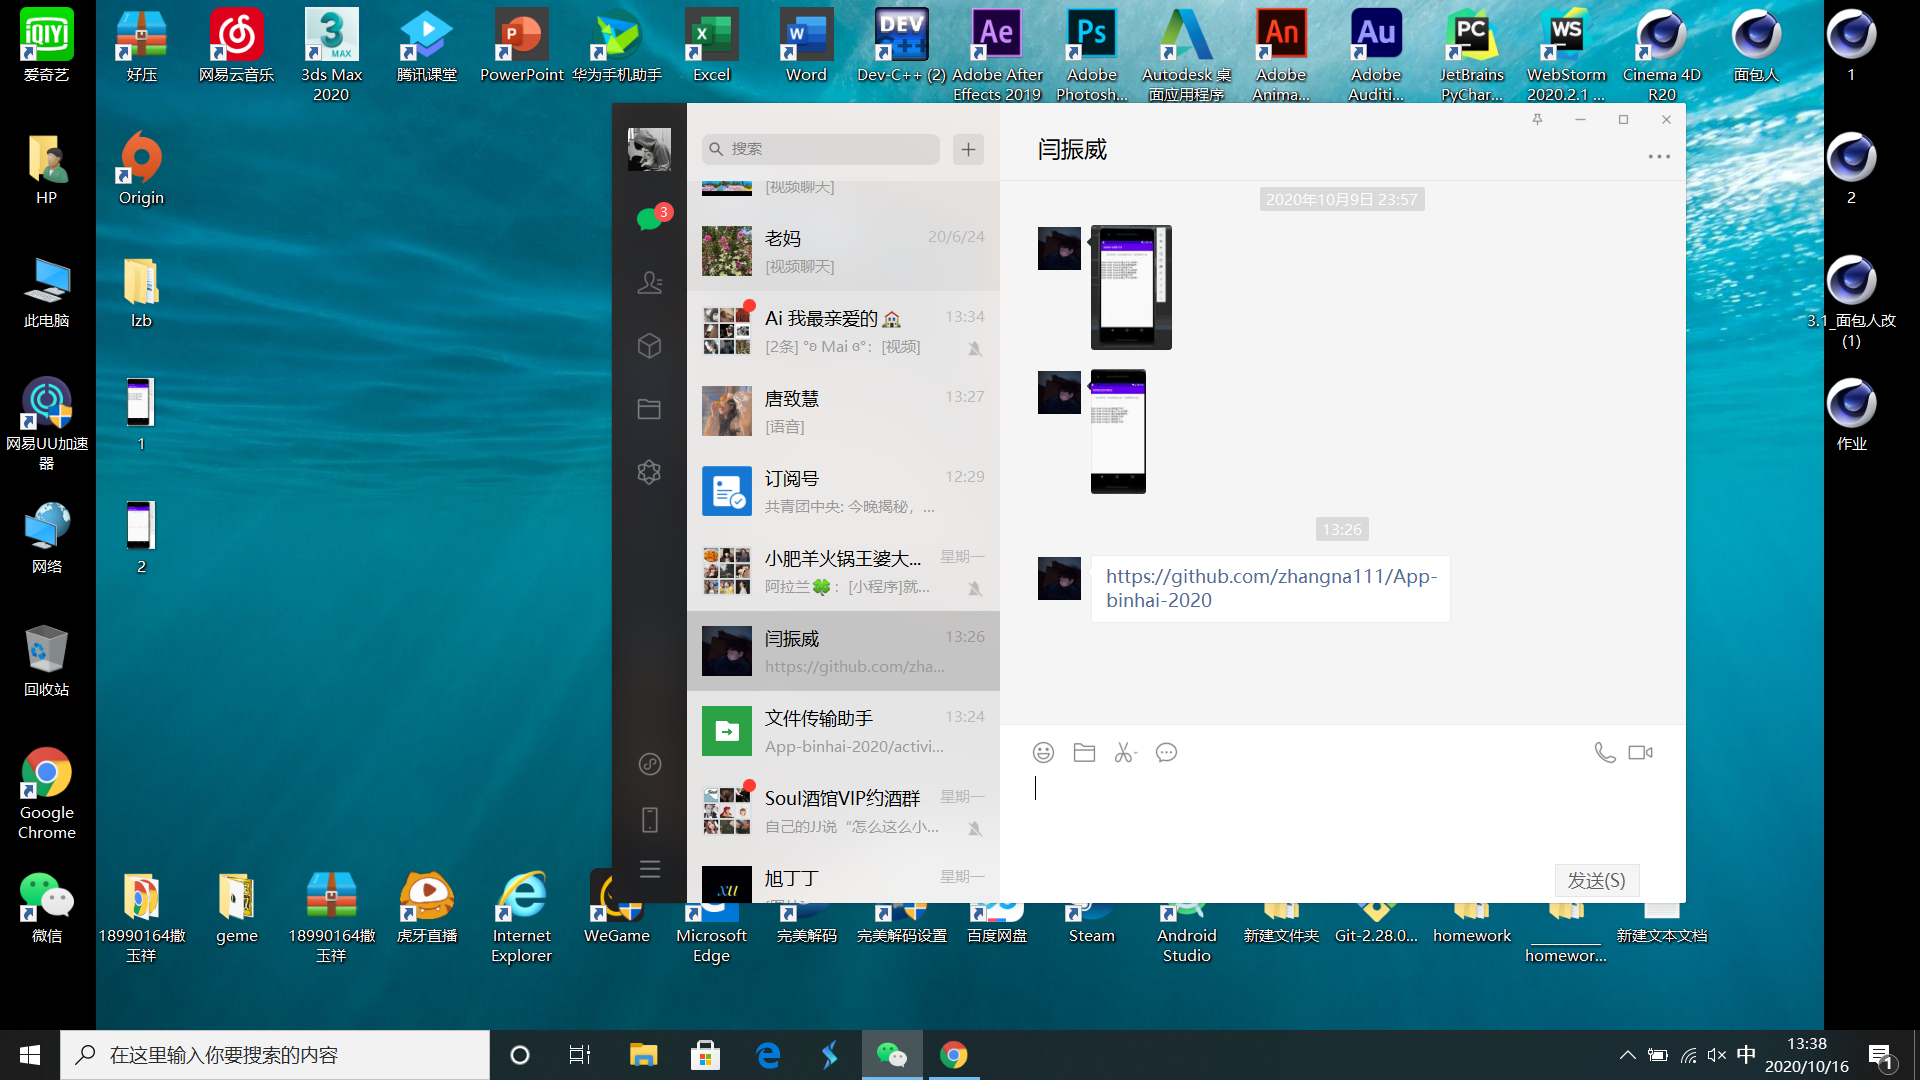 爱奇艺
好压
网易云音乐
3ds Max
2020
腾讯课堂
PowerPoint
华为手机助手
Excel
Word
Dev-C++ (2)
Adobe After
Effects 2019
Adobe
Photosh...
Autodesk 桌
面应用程序
Adobe
Anima...
Adobe
Auditi...
JetBrains
PyChar...
WebStorm
2020.2.1 ...
Cinema 4D
R20
面包人
1
HP
Origin
2
此电脑
lzb
3.1_面包人改
(1)
网易UU加速
器
1
作业
网络
2
回收站
Google
Chrome
微信
18990164撒
玉祥
geme
18990164撒
玉祥
虎牙直播
Internet
Explorer
WeGame
Microsoft
Edge
完美解码
完美解码设置
百度网盘
Steam
Android
Studio
新建文件夹
Git-2.28.0...
homework
__________
homewor...
新建文本文档
3
搜索
[视频聊天]
老妈
20/6/24
[视频聊天]
Ai 我最亲爱的
13:34
[2条] °ʚ Mai ɞ°: [视频]
唐致慧
13:27
[语音]
订阅号
12:29
共青团中央: 今晚揭秘，...
小肥羊火锅王婆大...
星期一
阿拉兰🍀: [小程序]就...
闫振威
13:26
https://github.com/zha...
文件传输助手
13:24
App-binhai-2020/activi...
Soul酒馆VIP约酒群
星期一
自己的JJ说“怎么这么小...
旭丁丁
星期一
闫振威
2020年10月9日 23:57
13:26
https://github.com/zhangna111/App-
binhai-2020
发送(S)
在这里输入你要搜索的内容
中
13:38
2020/10/16
1